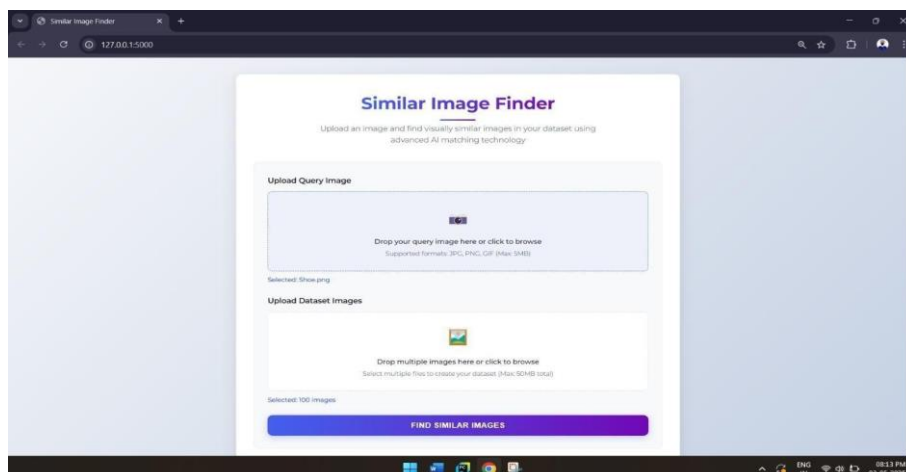 Similar Image Finder
127.0.0.1:5000
Similar Image Finder
Upload an image and find visually similar images in your dataset using
advanced AI matching technology
Upload Query Image
Drop your query image here or click to browse
Supported formats: JPG, PNG, GIF (Max: 5MB)
Selected: Shoe.png
Upload Dataset Images
Drop multiple images here or click to browse
Select multiple files to create your dataset (Max: 50MB total)
Selected: 100 images
FIND SIMILAR IMAGES
ENG
08:13 PM